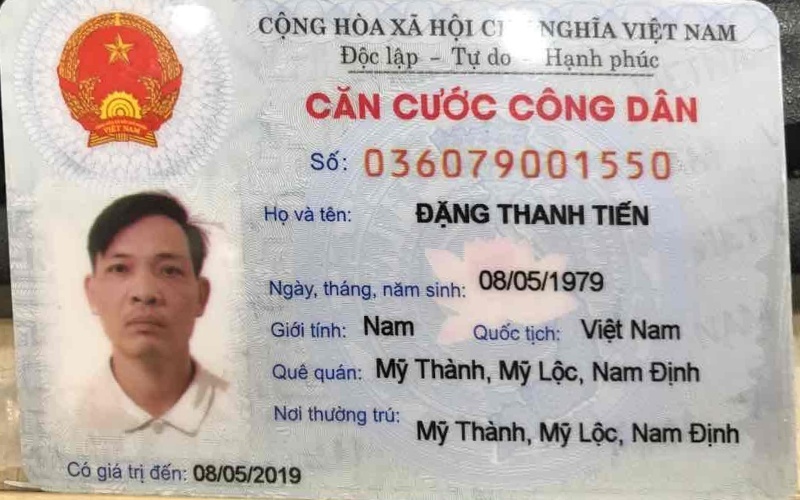 CỘNG HÒA XÃ HỘI CHỦ NGHĨA VIỆT NAM
Độc lập - Tự do - Hạnh phúc
CĂN CƯỚC CÔNG DÂN
VIỆT NAM
Số: 036079001550
Họ và tên: ĐẶNG THANH TIẾN
Ngày, tháng, năm sinh: 08/05/1979
Giới tính: Nam Quốc tịch: Việt Nam
Quê quán: Mỹ Thành, Mỹ Lộc, Nam Định
Nơi thường trú:
Mỹ Thành, Mỹ Lộc, Nam Định
Có giá trị đến: 08/05/2019